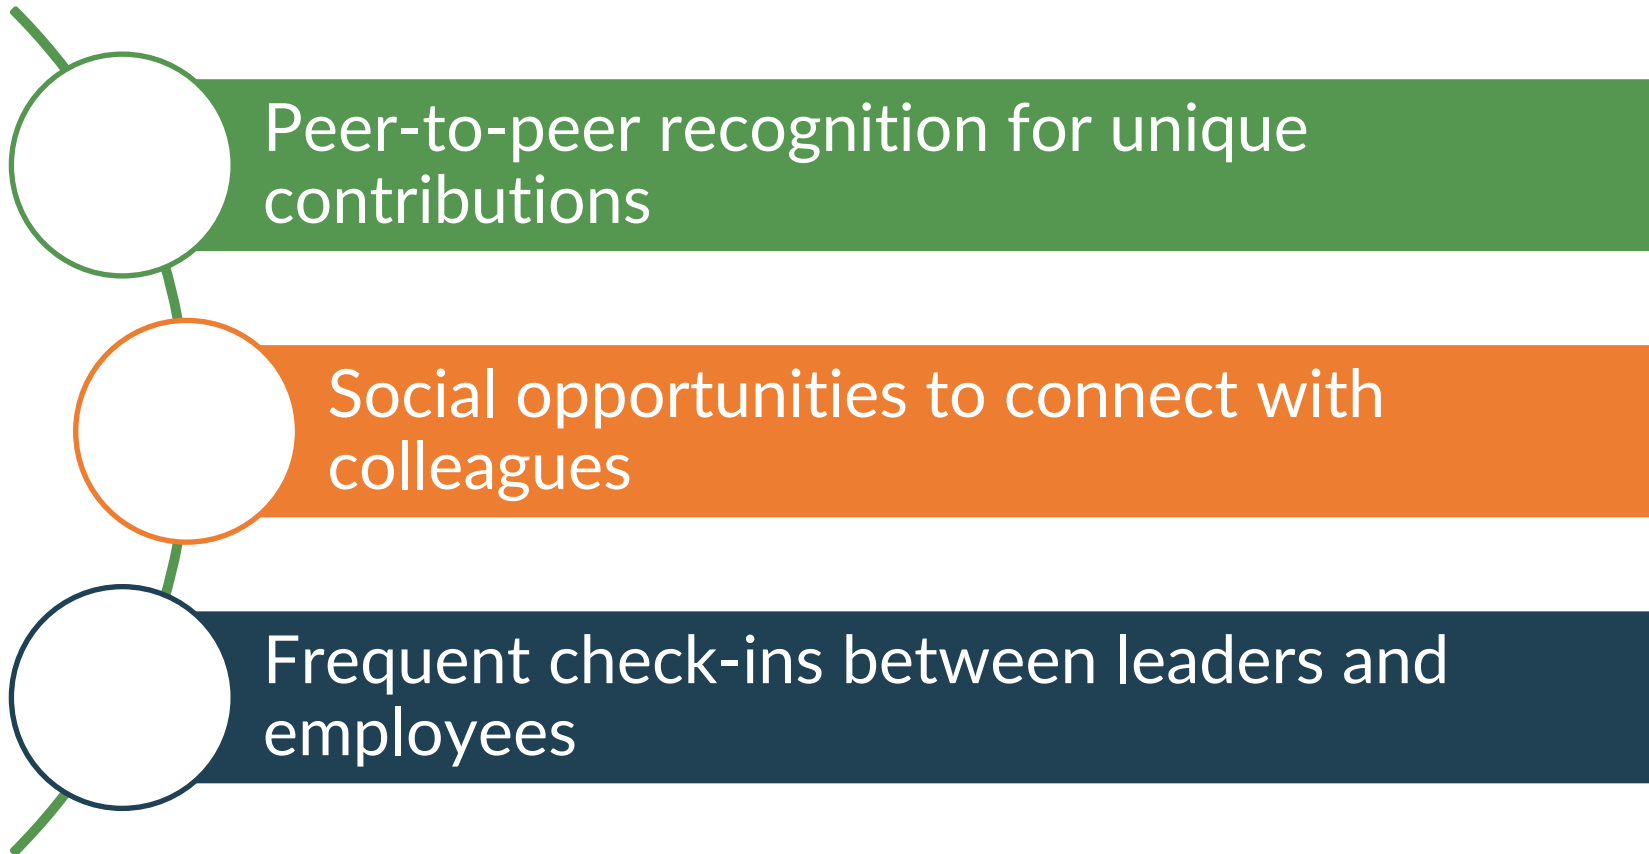 Peer-to-peer recognition for unique
contributions
Social opportunities to connect with
colleagues
Frequent check-ins between leaders and
employees